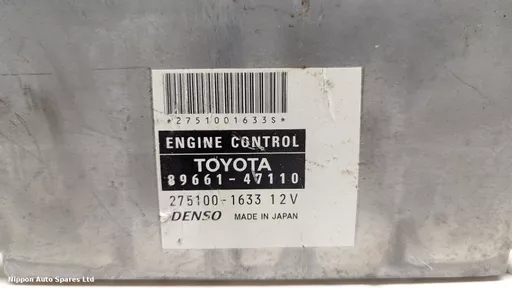 *2751001633S*
ENGINE CONTROL
TOYOTA
89661-47110
275100-1633 12V
DENSO MADE IN JAPAN
Nippon Auto Spares Ltd